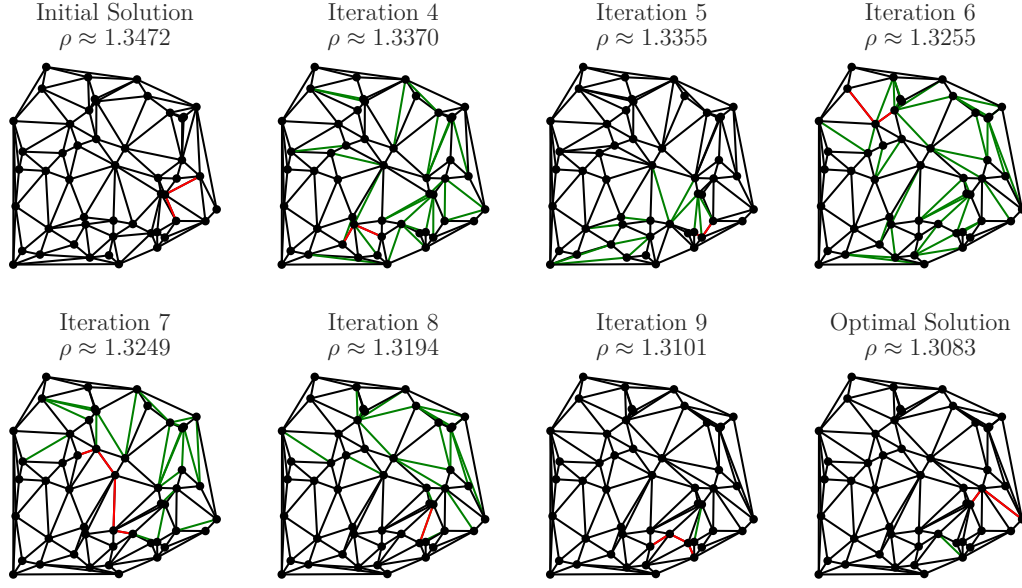 Initial Solution
ρ ≈ 1.3472
Iteration 4
ρ ≈ 1.3370
Iteration 5
ρ ≈ 1.3355
Iteration 6
ρ ≈ 1.3255
Iteration 7
ρ ≈ 1.3249
Iteration 8
ρ ≈ 1.3194
Iteration 9
ρ ≈ 1.3101
Optimal Solution
ρ ≈ 1.3083